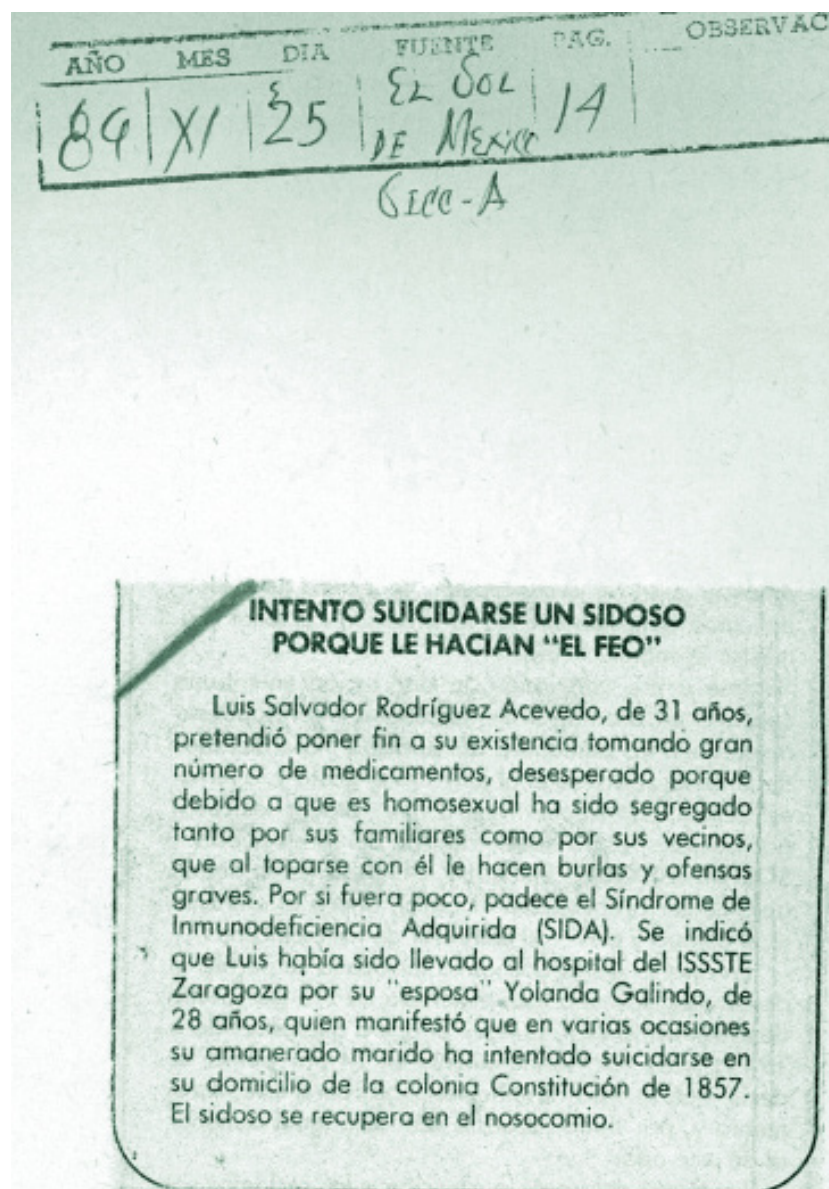 AÑO MES DIA FUENTE PAG. OBSERVAC
89 XI 25 EL SOL DE MEXICO 14
SECC-A
INTENTO SUICIDARSE UN SIDOSO
PORQUE LE HACIAN "EL FEO"
Luis Salvador Rodríguez Acevedo, de 31 años,
pretendió poner fin a su existencia tomando gran
número de medicamentos, desesperado porque
debido a que es homosexual ha sido segregado
tanto por sus familiares como por sus vecinos,
que al toparse con él le hacen burlas y ofensas
graves. Por si fuera poco, padece el Síndrome de
Inmunodeficiencia Adquirida (SIDA). Se indicó
que Luis había sido llevado al hospital del ISSSTE
Zaragoza por su "esposa" Yolanda Galindo, de
28 años, quien manifestó que en varias ocasiones
su amanerado marido ha intentado suicidarse en
su domicilio de la colonia Constitución de 1857.
El sidoso se recupera en el nosocomio.